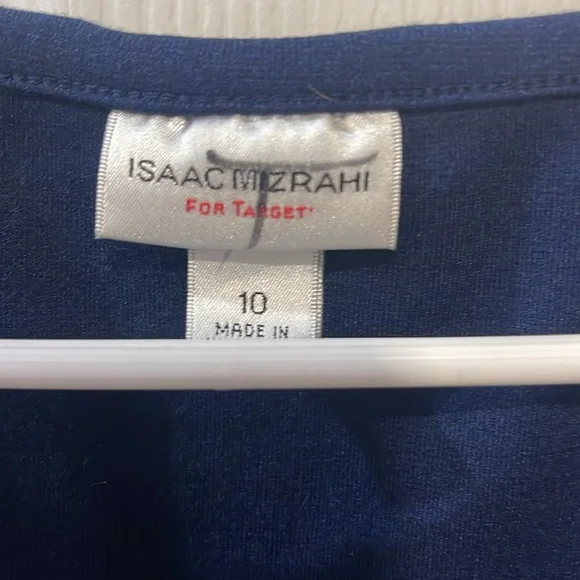 ISAAC MIZRAHI
FOR TARGET
10
MADE IN